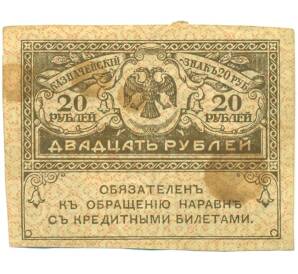 КАЗНАЧЕЙСКІЙ ЗНАКЪ 20 РУБ.
20 20
РУБЛЕЙ РУБЛЕЙ
ДВАДЦАТЬ РУБЛЕЙ
ОБЯЗАТЕЛЕНЪ
КЪ ОБРАЩЕНІЮ НАРАВНѢ
СЪ КРЕДИТНЫМИ БИЛЕТАМИ.